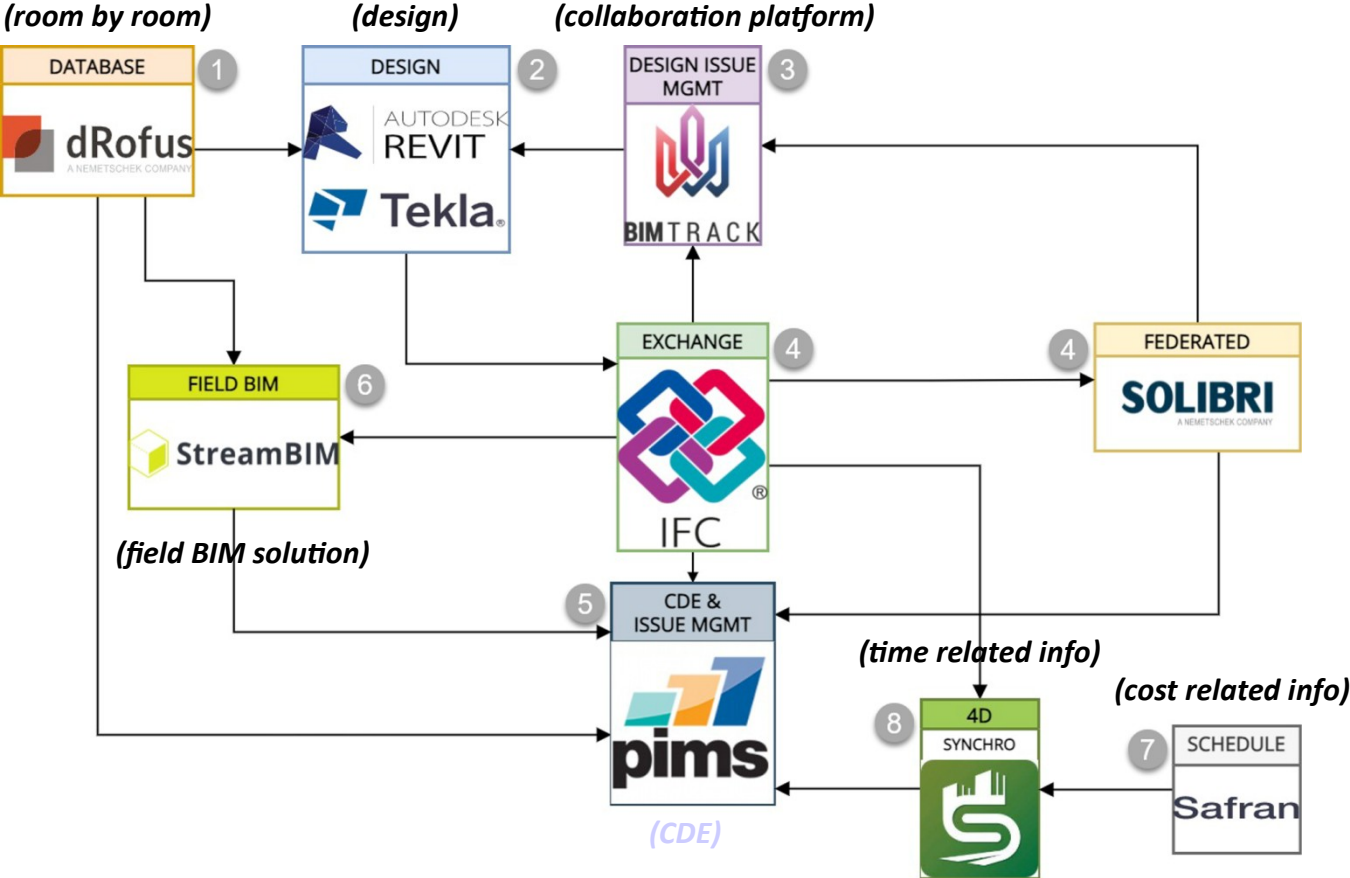 (room by room)
(design)
(collaboration platform)
DATABASE
1
dRofus
A NEMETSCHEK COMPANY
DESIGN
2
AUTODESK
REVIT
Tekla®
DESIGN ISSUE
MGMT
3
BIMTRACK
EXCHANGE
4
IFC
®
4
FEDERATED
SOLIBRI
A NEMETSCHEK COMPANY
FIELD BIM
6
StreamBIM
(field BIM solution)
5
CDE &
ISSUE MGMT
pims
(CDE)
(time related info)
8
4D
SYNCHRO
(cost related info)
7
SCHEDULE
Safran